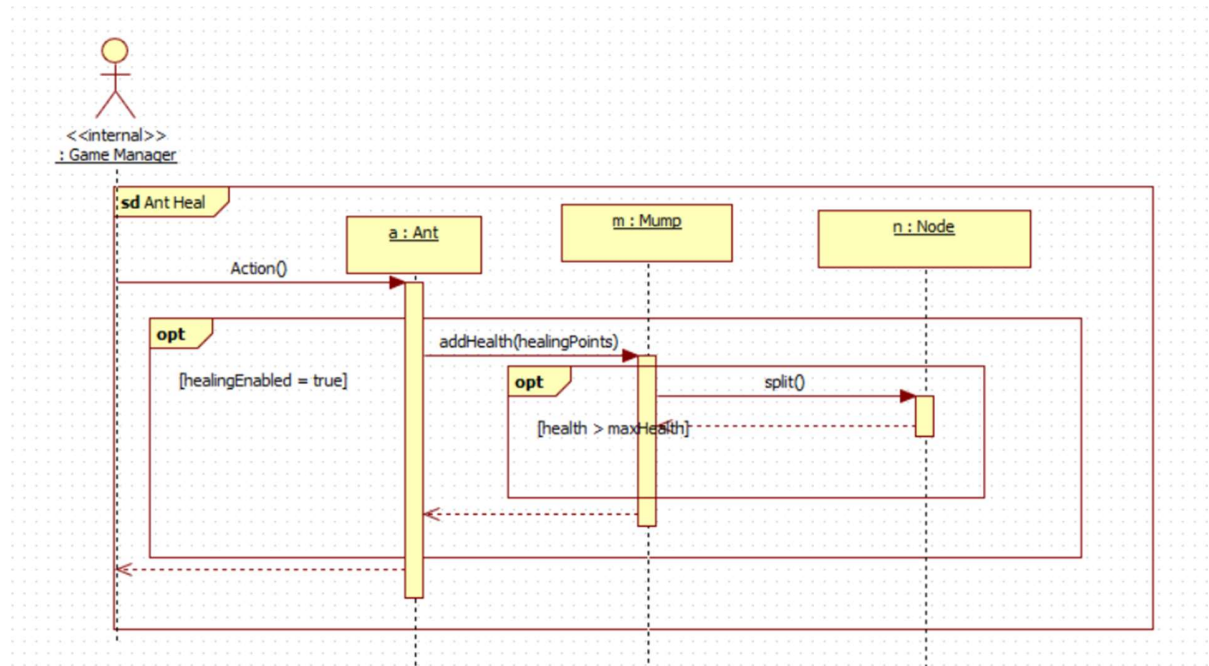 <<internal>>
: Game Manager
sd Ant Heal
a : Ant
m : Mump
n : Node
Action()
opt
addHealth(healingPoints)
[healingEnabled = true]
opt
split()
[health > maxHealth]